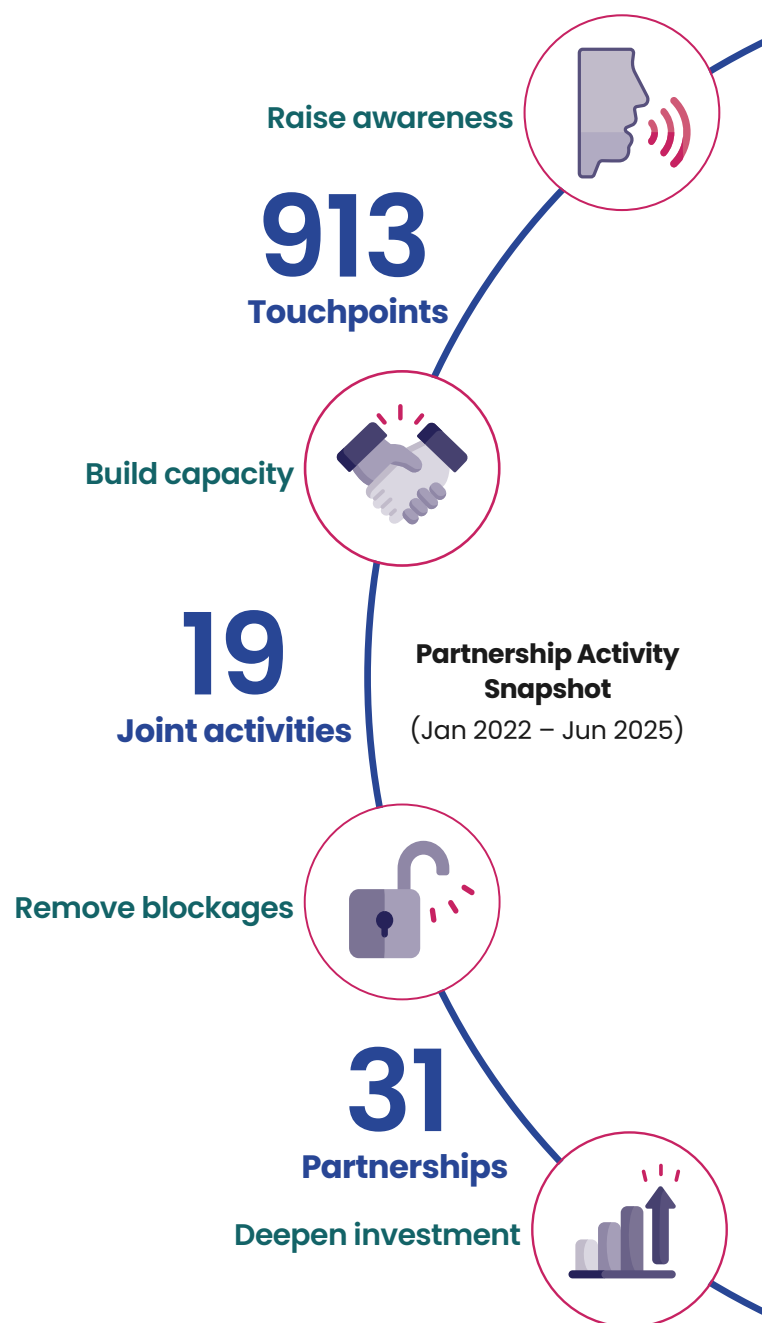 Raise awareness
913
Touchpoints
Build capacity
19
Joint activities
Partnership Activity
Snapshot
(Jan 2022 – Jun 2025)
Remove blockages
31
Partnerships
Deepen investment